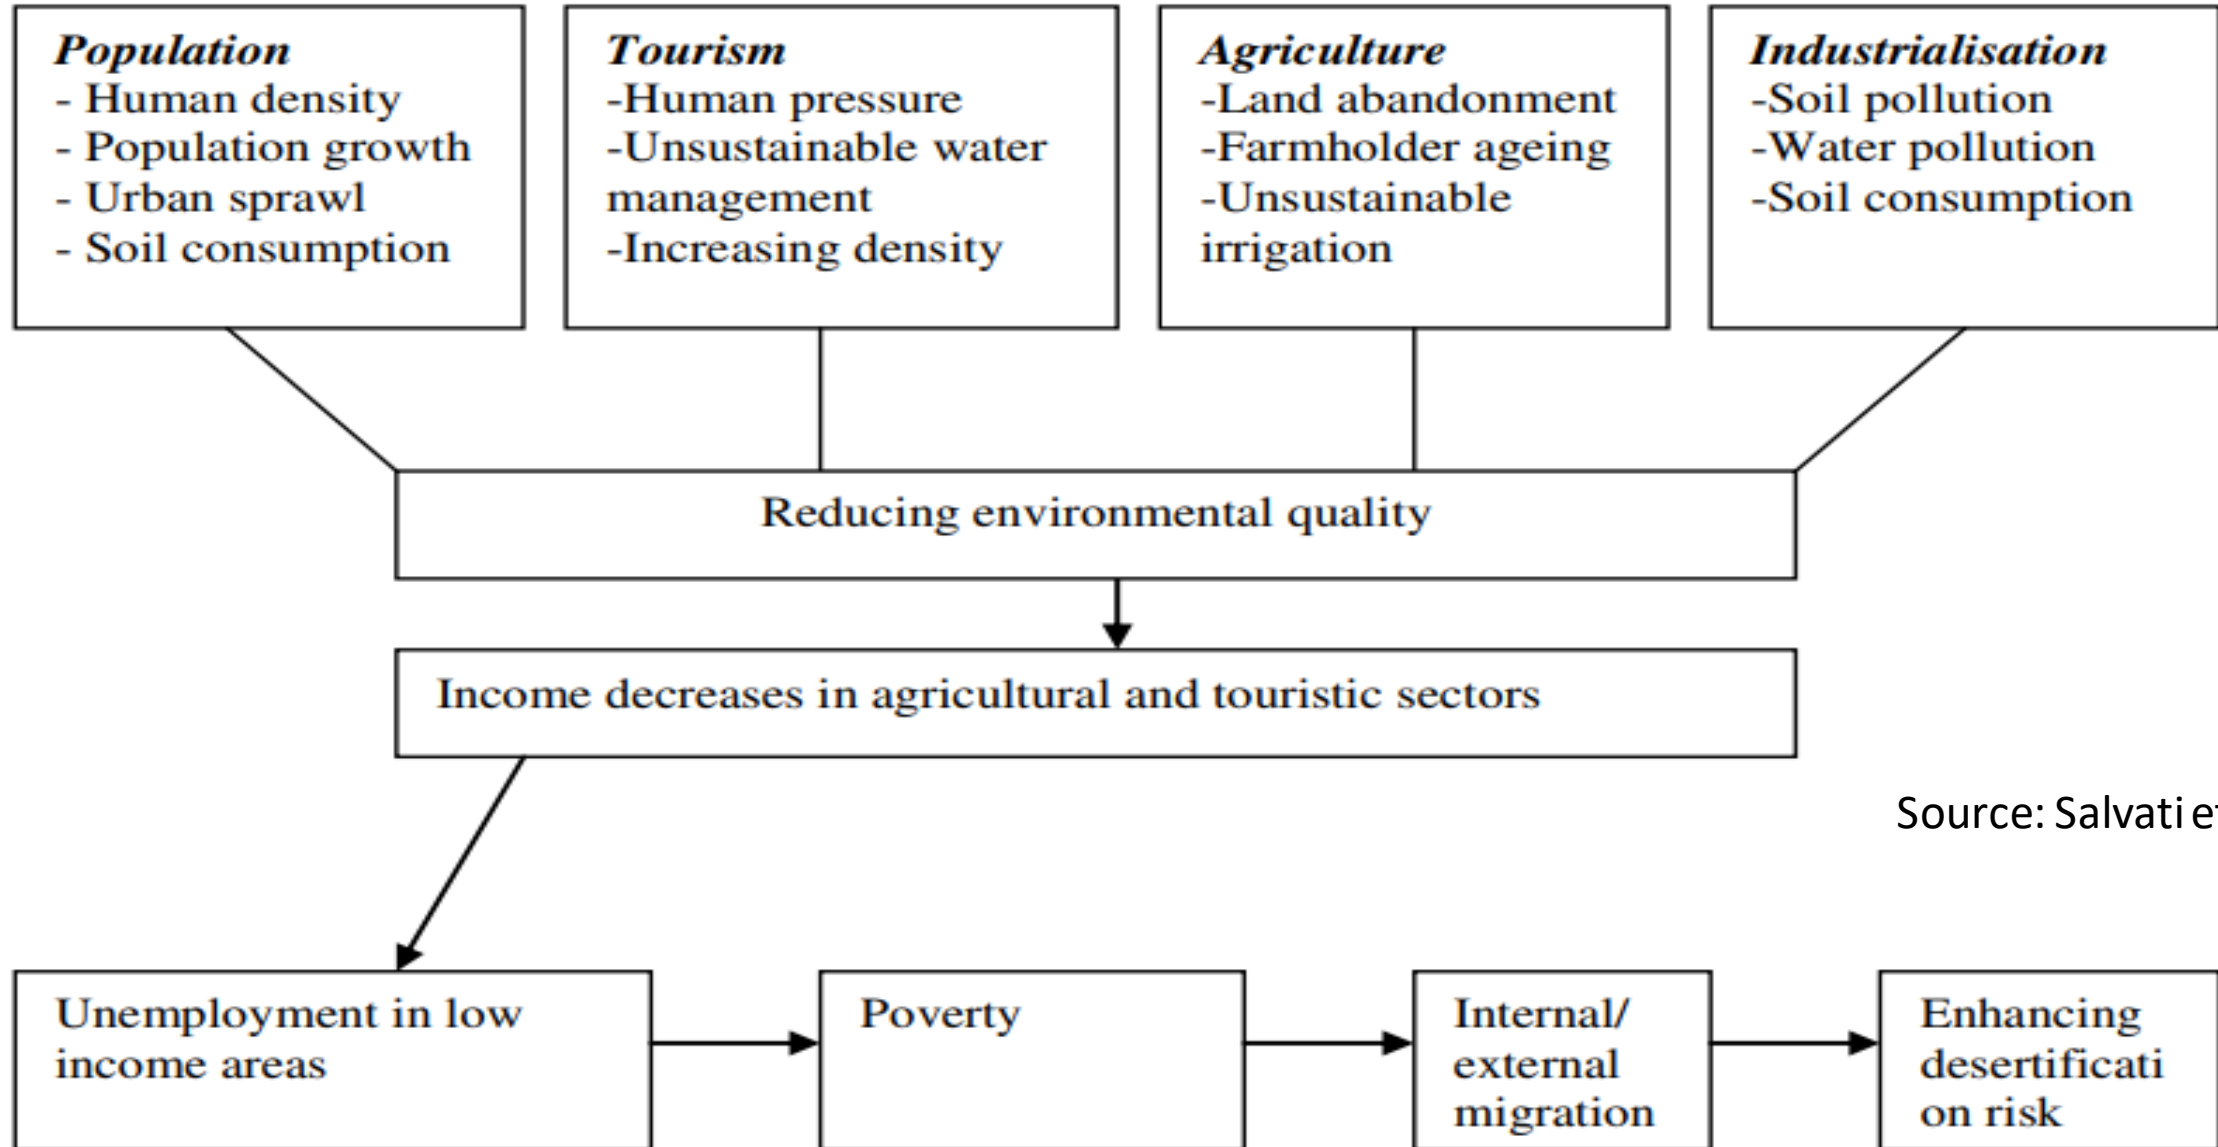 Population
- Human density
- Population growth
- Urban sprawl
- Soil consumption
Tourism
-Human pressure
-Unsustainable water
management
-Increasing density
Agriculture
-Land abandonment
-Farmholder ageing
-Unsustainable
irrigation
Industrialisation
-Soil pollution
-Water pollution
-Soil consumption
Reducing environmental quality
Income decreases in agricultural and touristic sectors
Source: Salvati et
Unemployment in low
income areas
Poverty
Internal/
external
migration
Enhancing
desertificati
on risk